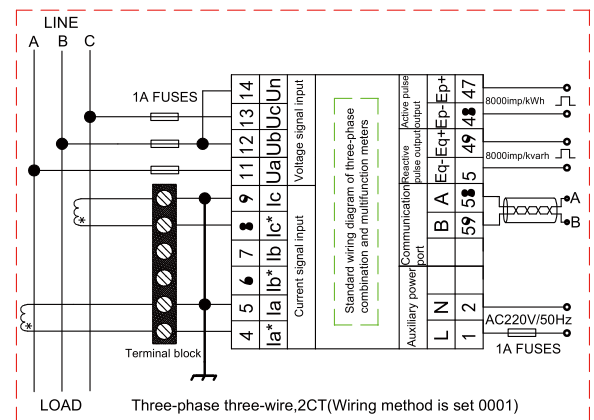 LINE
A B C
1A FUSES
14 Un
13 Uc
12 Ub
11 Ua
Voltage signal input
9 Ic
8 Ic*
7 Ib
6 Ib*
5 Ia
4 Ia*
Current signal input
Terminal block
Standard wiring diagram of three-phase
combination and multifunction meters
Active pulse
output
Ep+ 47
Ep- 48
8000imp/kWh
Reactive
pulse output
Eq+ 49
Eq- 5
8000imp/kvarh
Communication
port
A 58
B 59
A
B
Auxiliary power
N 2
L 1
AC220V/50Hz
1A FUSES
LOAD
Three-phase three-wire,2CT(Wiring method is set 0001)